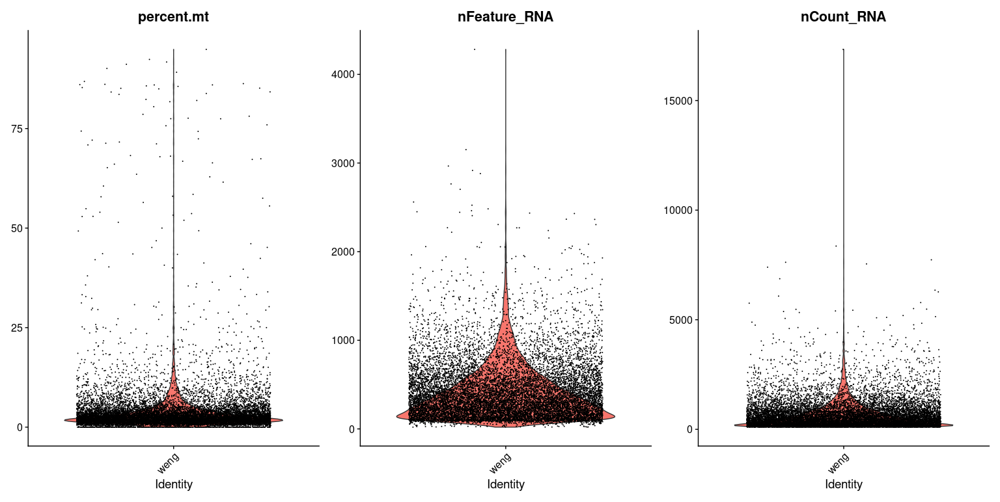 percent.mt
75
50
25
0
weng
Identity
nFeature_RNA
4000
3000
2000
1000
0
weng
Identity
nCount_RNA
15000
10000
5000
0
weng
Identity